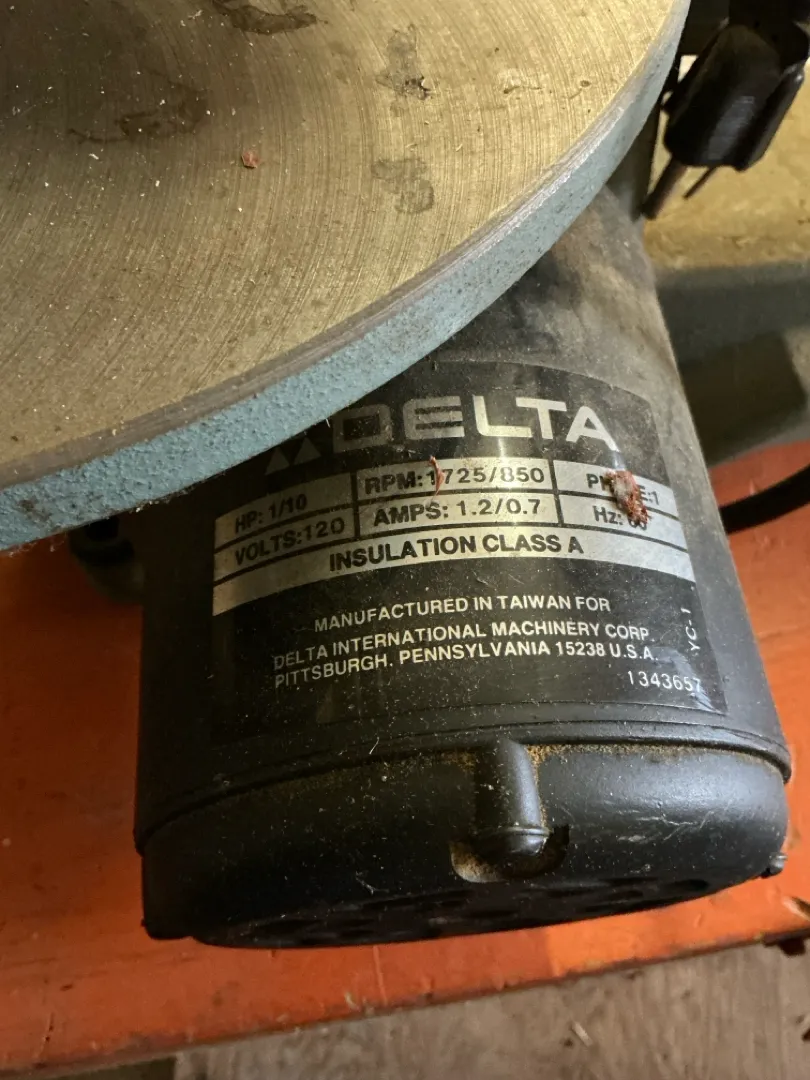 DELTA
HP: 1/10 RPM: 1725/850 :1
VOLTS:120 AMPS: 1.2/0.7 Hz:
INSULATION CLASS A
MANUFACTURED IN TAIWAN FOR
DELTA INTERNATIONAL MACHINERY CORP.
PITTSBURGH, PENNSYLVANIA 15238 U.S.A.
1343657
YC-1